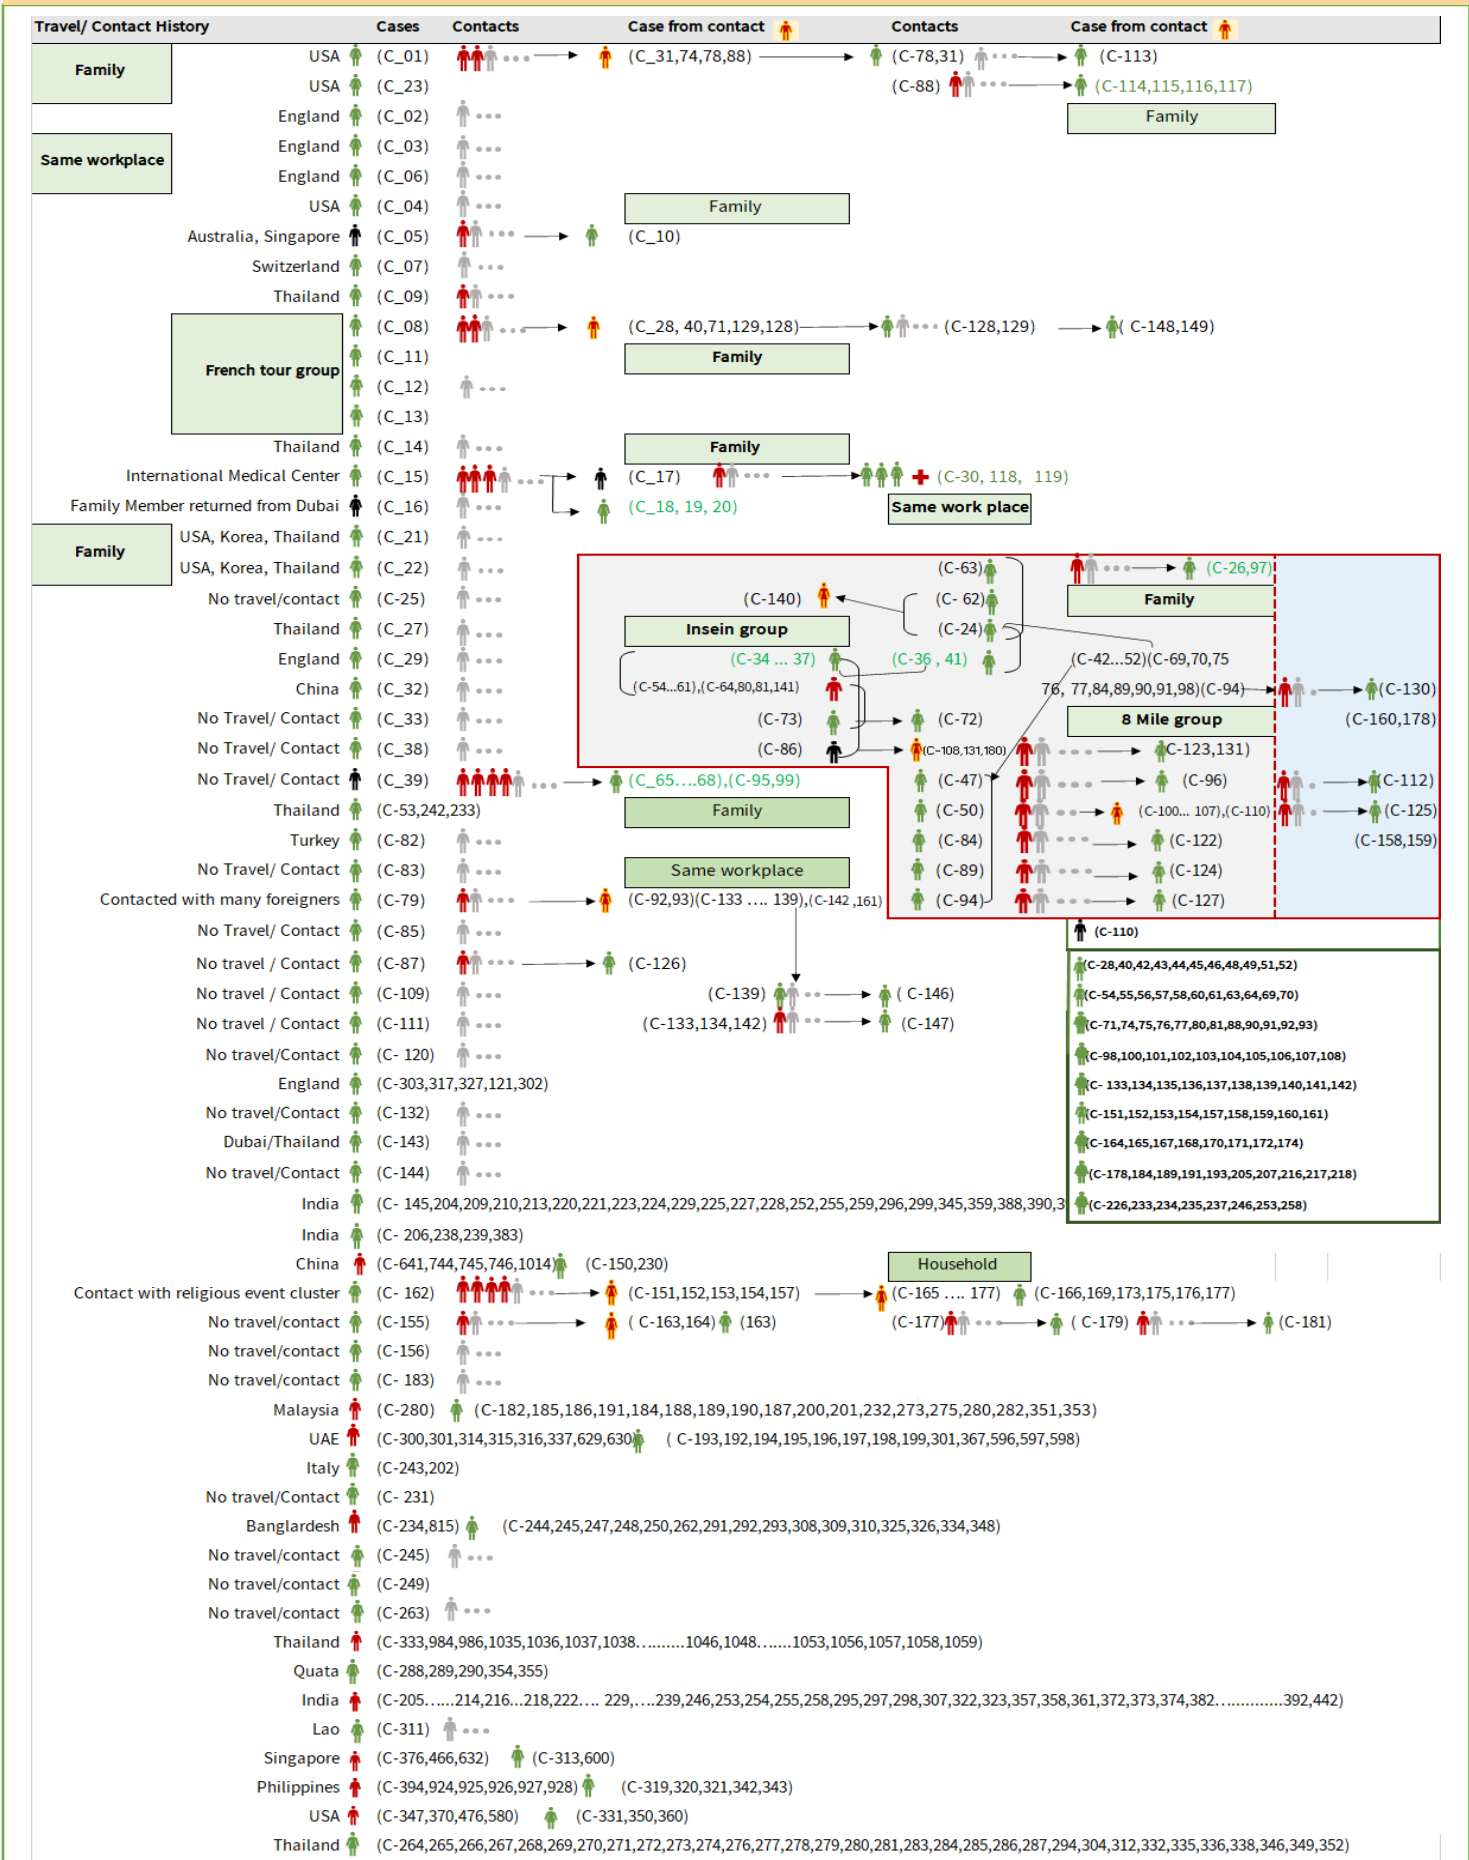 Travel/ Contact History Cases Contacts Case from contact Contacts Case from contact
Family
USA (C_01) (C_31,74,78,88) (C-78,31) (C-113)
USA (C_23) (C-88) (C-114,115,116,117)
England (C_02) Family
Same workplace
England (C_03)
England (C_06)
USA (C_04) Family
Australia, Singapore (C_05) (C_10)
Switzerland (C_07)
Thailand (C_09)
French tour group
(C_08) (C_28, 40,71,129,128) (C-128,129) ( C-148,149)
(C_11) Family
(C_12)
(C_13)
Thailand (C_14) Family
International Medical Center (C_15) (C_17) (C-30, 118, 119)
Family Member returned from Dubai (C_16) (C_18, 19, 20) Same work place
Family
USA, Korea, Thailand (C_21)
USA, Korea, Thailand (C_22) (C-63) (C-26,97)
No travel/contact (C-25) (C-140) (C- 62) Family
Thailand (C_27) Insein group (C-24)
England (C_29) (C-34 ... 37) (C-36 , 41) (C-42...52)(C-69,70,75
China (C_32) (C-54...61),(C-64,80,81,141) 76, 77,84,89,90,91,98)(C-94) (C-130)
No Travel/ Contact (C_33) (C-73) (C-72) 8 Mile group (C-160,178)
No Travel/ Contact (C_38) (C-86) (C-108,131,180) C-123,131)
No Travel/ Contact (C_39) (C_65....68),(C-95,99) (C-47) (C-96) (C-112)
Thailand (C-53,242,233) Family (C-50) (C-100... 107),(C-110) (C-125)
Turkey (C-82) (C-84) (C-122) (C-158,159)
No Travel/ Contact (C-83) Same workplace (C-89) (C-124)
Contacted with many foreigners (C-79) (C-92,93)(C-133 .... 139),(C-142 ,161) (C-94) (C-127)
No Travel/ Contact (C-85) (C-110)
No travel / Contact (C-87) (C-126) (C-28,40,42,43,44,45,46,48,49,51,52)
No travel / Contact (C-109) (C-139) ( C-146) (C-54,55,56,57,58,60,61,63,64,69,70)
No travel / Contact (C-111) (C-133,134,142) (C-147) (C-71,74,75,76,77,80,81,88,90,91,92,93)
No travel/Contact (C- 120) (C-98,100,101,102,103,104,105,106,107,108)
England (C-303,317,327,121,302) (C- 133,134,135,136,137,138,139,140,141,142)
No travel/Contact (C-132) (C-151,152,153,154,157,158,159,160,161)
Dubai/Thailand (C-143) (C-164,165,167,168,170,171,172,174)
No travel/Contact (C-144) (C-178,184,189,191,193,205,207,216,217,218)
India (C- 145,204,209,210,213,220,221,223,224,229,225,227,228,252,255,259,296,299,345,359,388,390,3 (C-226,233,234,235,237,246,253,258)
India (C- 206,238,239,383)
China (C-641,744,745,746,1014) (C-150,230) Household
Contact with religious event cluster (C- 162) (C-151,152,153,154,157) (C-165 .... 177) (C-166,169,173,175,176,177)
No travel/contact (C-155) ( C-163,164) (163) (C-177) ( C-179) (C-181)
No travel/contact (C-156)
No travel/contact (C- 183)
Malaysia (C-280) (C-182,185,186,191,184,188,189,190,187,200,201,232,273,275,280,282,351,353)
UAE (C-300,301,314,315,316,337,629,630) ( C-193,192,194,195,196,197,198,199,301,367,596,597,598)
Italy (C-243,202)
No travel/Contact (C- 231)
Banglardesh (C-234,815) (C-244,245,247,248,250,262,291,292,293,308,309,310,325,326,334,348)
No travel/contact (C-245)
No travel/contact (C-249)
No travel/contact (C-263)
Thailand (C-333,984,986,1035,1036,1037,1038..........1046,1048.......1053,1056,1057,1058,1059)
Quata (C-288,289,290,354,355)
India (C-205......214,216...218,222.... 229,....239,246,253,254,255,258,295,297,298,307,322,323,357,358,361,372,373,374,382...............392,442)
Lao (C-311)
Singapore (C-376,466,632) (C-313,600)
Philippines (C-394,924,925,926,927,928) (C-319,320,321,342,343)
USA (C-347,370,476,580) (C-331,350,360)
Thailand (C-264,265,266,267,268,269,270,271,272,273,274,276,277,278,279,280,281,283,284,285,286,287,294,304,312,332,335,336,338,346,349,352)